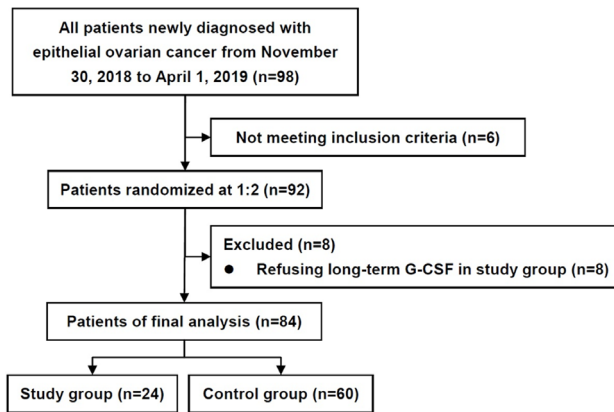 All patients newly diagnosed with
epithelial ovarian cancer from November
30, 2018 to April 1, 2019 (n=98)
Not meeting inclusion criteria (n=6)
Patients randomized at 1:2 (n=92)
Excluded (n=8)
● Refusing long-term G-CSF in study group (n=8)
Patients of final analysis (n=84)
Study group (n=24)
Control group (n=60)